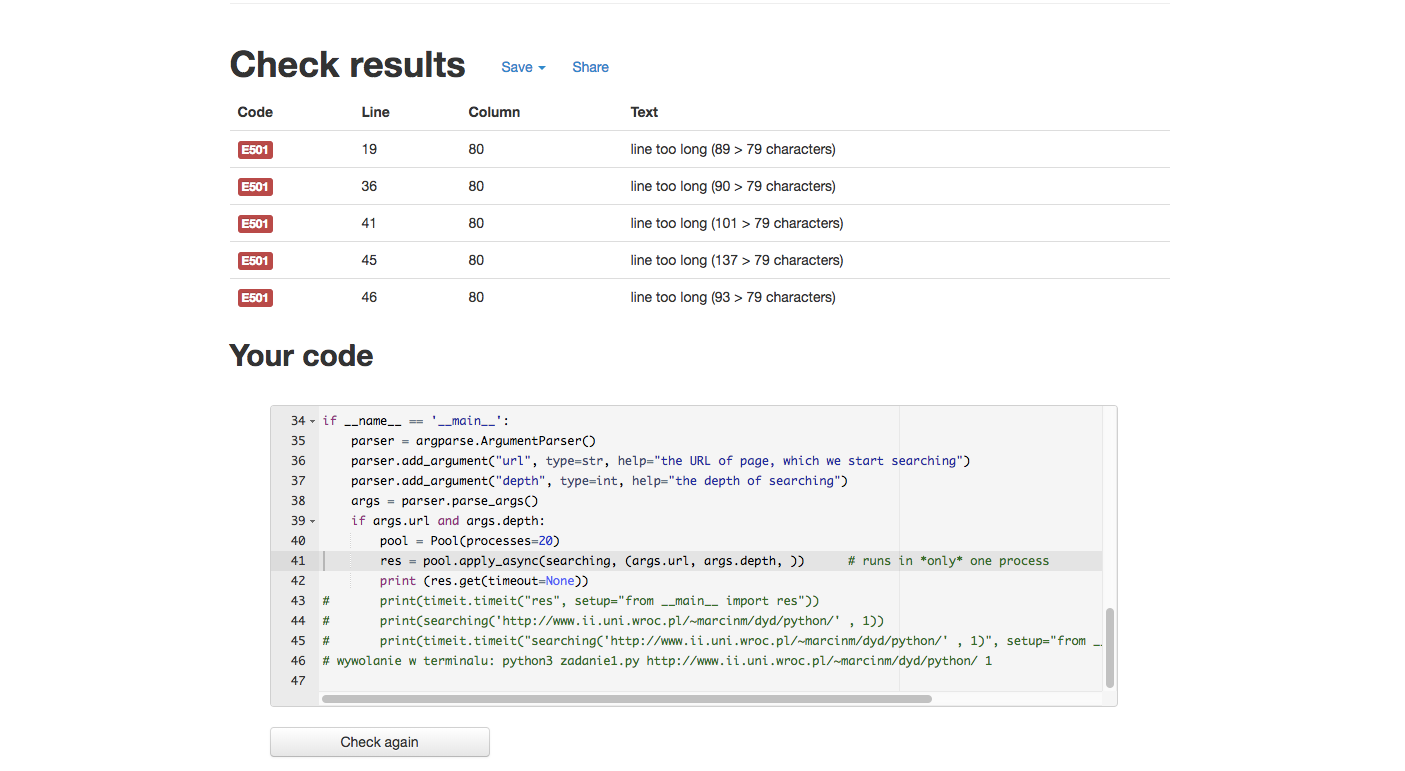 Check results Save Share
Code Line Column Text
E501 19 80 line too long (89 > 79 characters)
E501 36 80 line too long (90 > 79 characters)
E501 41 80 line too long (101 > 79 characters)
E501 45 80 line too long (137 > 79 characters)
E501 46 80 line too long (93 > 79 characters)
Your code
34 if __name__ == '__main__':
35     parser = argparse.ArgumentParser()
36     parser.add_argument("url", type=str, help="the URL of page, which we start searching")
37     parser.add_argument("depth", type=int, help="the depth of searching")
38     args = parser.parse_args()
39     if args.url and args.depth:
40         pool = Pool(processes=20)
41         res = pool.apply_async(searching, (args.url, args.depth, ))      # runs in *only* one process
42         print (res.get(timeout=None))
43 #       print(timeit.timeit("res", setup="from __main__ import res"))
44 #       print(searching('http://www.ii.uni.wroc.pl/~marcinm/dyd/python/' , 1))
45 #       print(timeit.timeit("searching('http://www.ii.uni.wroc.pl/~marcinm/dyd/python/' , 1)", setup="from _
46 # wywolanie w terminalu: python3 zadanie1.py http://www.ii.uni.wroc.pl/~marcinm/dyd/python/ 1
47
Check again